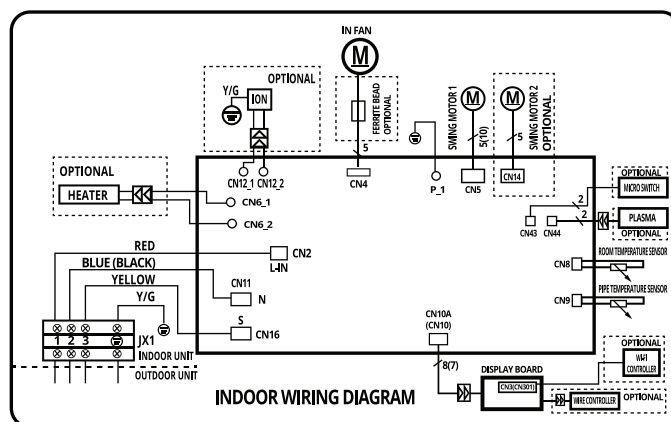 IN FAN
M
OPTIONAL
Y/G
ION
FERRITE BEAD
OPTIONAL
5
SWING MOTOR 1
M
5(10)
SWING MOTOR 2
OPTIONAL
M
5
CN12_1 CN12_2
CN4
P_1
CN5
CN14
OPTIONAL
HEATER
CN6_1
CN6_2
OPTIONAL
MICRO SWITCH
2
PLASMA
OPTIONAL
2
CN43
CN44
RED
CN2
L-IN
BLUE (BLACK)
CN11
N
YELLOW
Y/G
S
CN16
CN8
ROOM TEMPERATURE SENSOR
CN9
PIPE TEMPERATURE SENSOR
1 2 3
JX1
INDOOR UNIT
OUTDOOR UNIT
CN10A
(CN10)
8(7)
DISPLAY BOARD
CN3(CN301)
OPTIONAL
CONTROLLER
WIRE CONTROLLER
OPTIONAL
INDOOR WIRING DIAGRAM